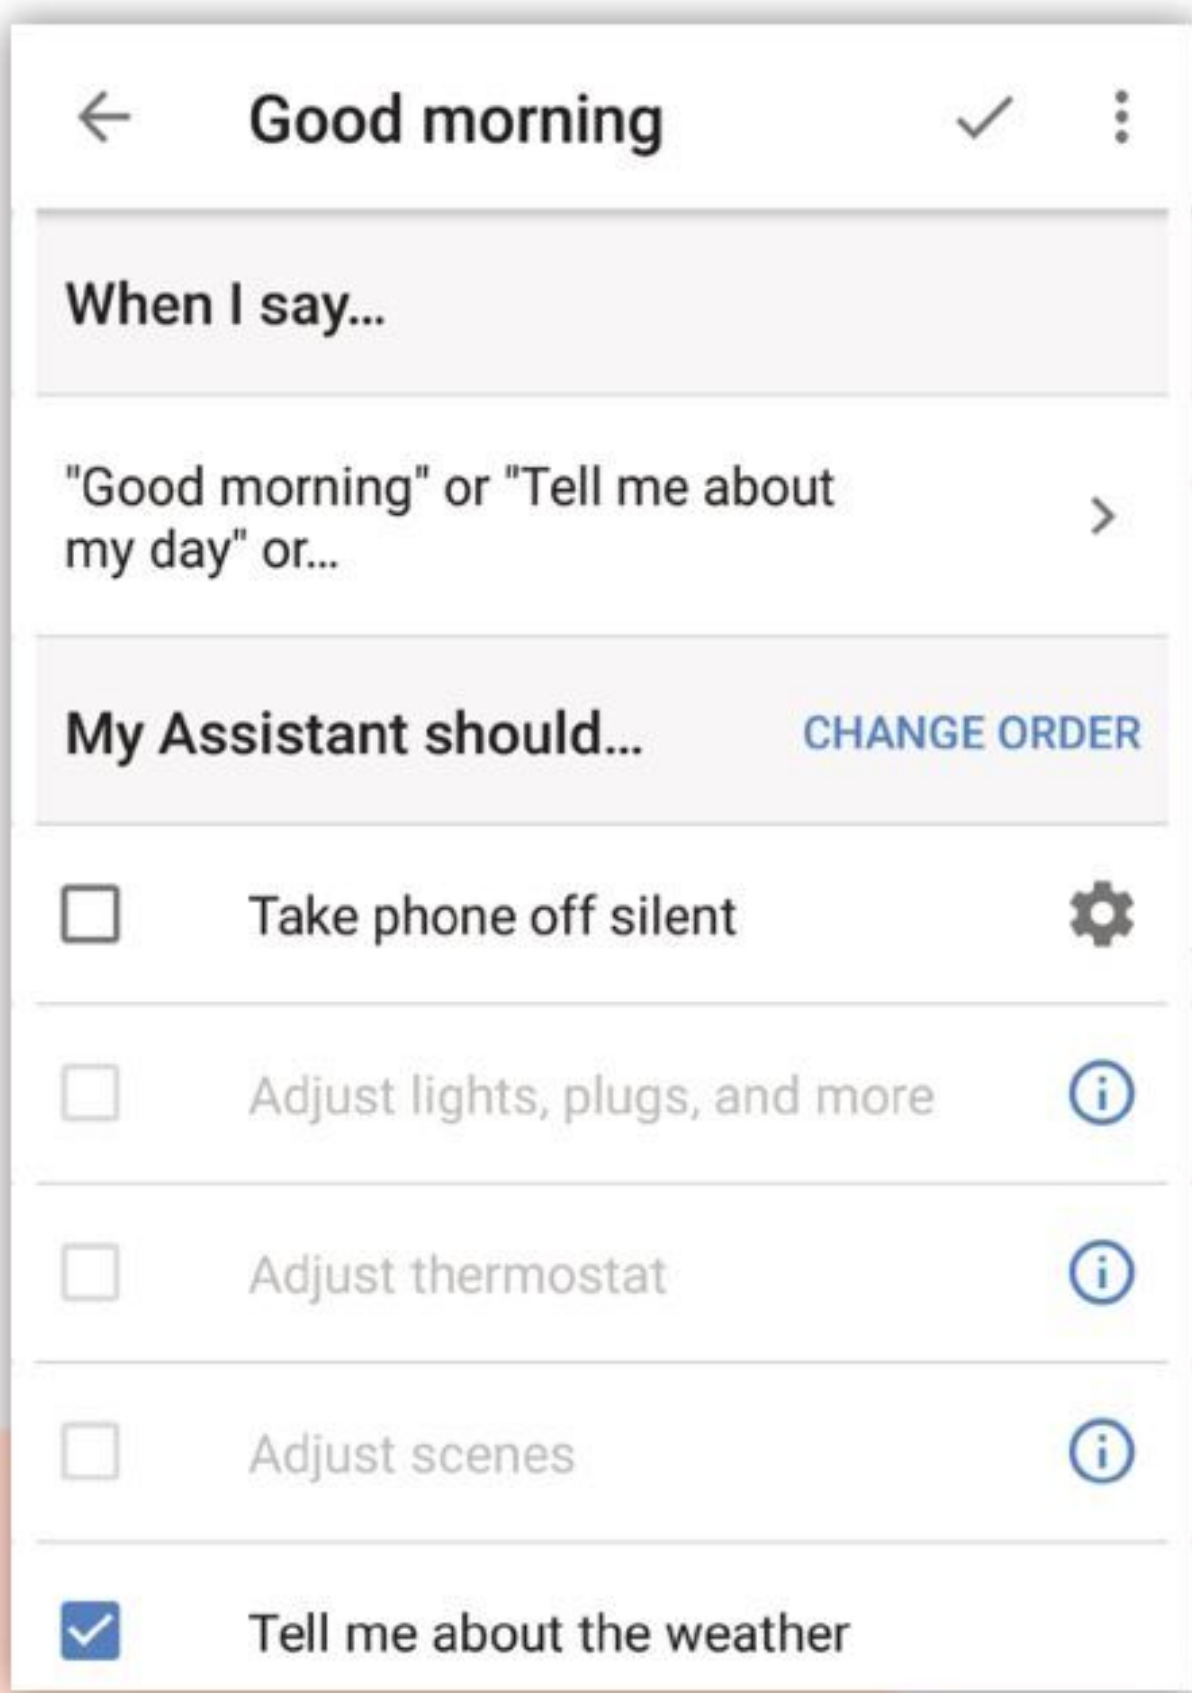 Good morning
When I say...
"Good morning" or "Tell me about
my day" or...
My Assistant should... CHANGE ORDER
Take phone off silent
Adjust lights, plugs, and more
Adjust thermostat
Adjust scenes
Tell me about the weather